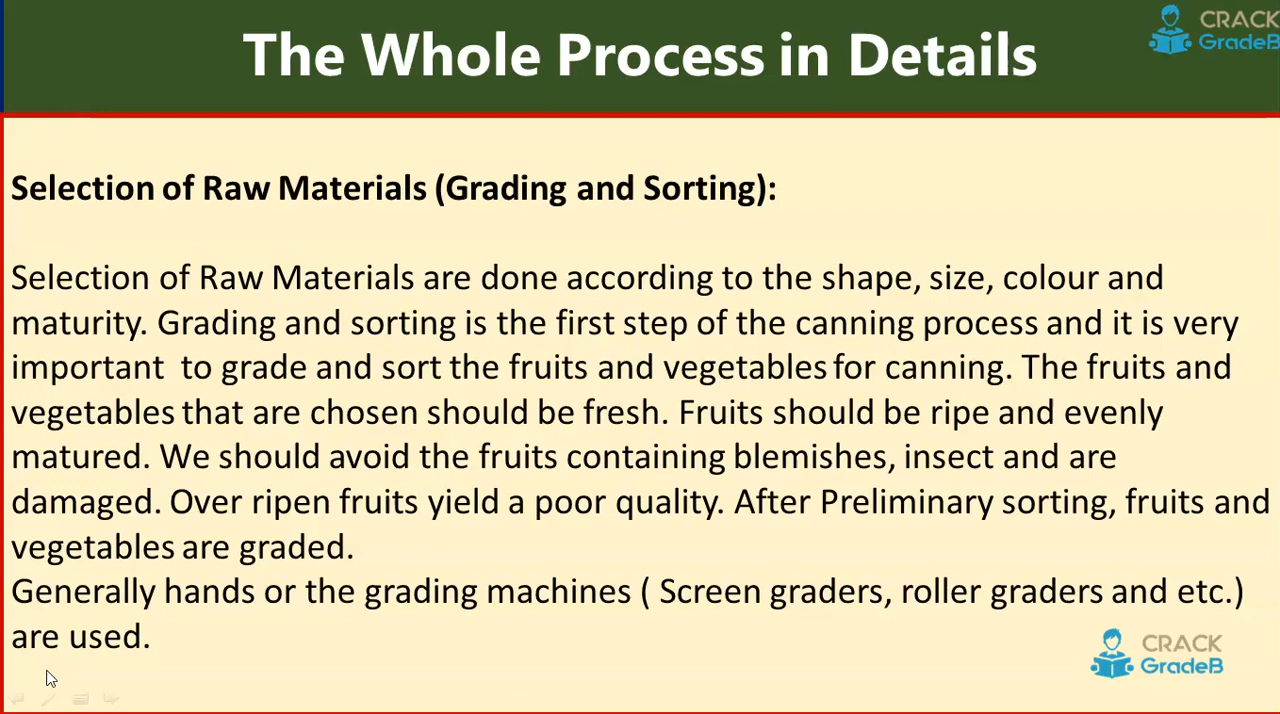 The Whole Process in Details
CRACK
GradeB
Selection of Raw Materials (Grading and Sorting):
Selection of Raw Materials are done according to the shape, size, colour and
maturity. Grading and sorting is the first step of the canning process and it is very
important  to grade and sort the fruits and vegetables for canning. The fruits and
vegetables that are chosen should be fresh. Fruits should be ripe and evenly
matured. We should avoid the fruits containing blemishes, insect and are
damaged. Over ripen fruits yield a poor quality. After Preliminary sorting, fruits and
vegetables are graded.
Generally hands or the grading machines ( Screen graders, roller graders and etc.)
are used.
CRACK
GradeB